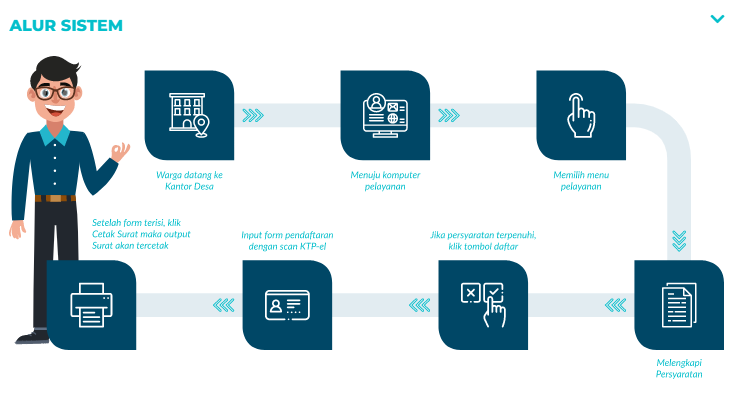 ALUR SISTEM
Warga datang ke
Kantor Desa
Menuju komputer
pelayanan
Memilih menu
pelayanan
Melengkapi
Persyaratan
Jika persyaratan terpenuhi,
klik tombol daftar
Input form pendaftaran
dengan scan KTP-el
Setelah form terisi, klik
Cetak Surat maka output
Surat akan tercetak